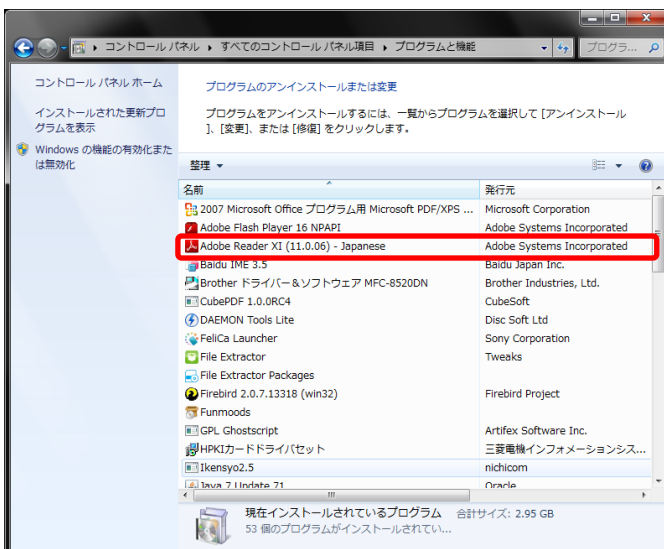 コントロール パネル ▸ すべてのコントロール パネル項目 ▸ プログラムと機能
プログラ...
コントロール パネル ホーム
インストールされた更新プロ
グラムを表示
Windows の機能の有効化また
は無効化
プログラムのアンインストールまたは変更
プログラムをアンインストールするには、一覧からプログラムを選択して [アンインストール
]、[変更]、または [修復] をクリックします。
整理
名前 発行元
2007 Microsoft Office プログラム用 Microsoft PDF/XPS ... Microsoft Corporation
Adobe Flash Player 16 NPAPI Adobe Systems Incorporated
Adobe Reader XI (11.0.06) - Japanese Adobe Systems Incorporated
Baidu IME 3.5 Baidu Japan Inc.
Brother ドライバー&ソフトウェア MFC-8520DN Brother Industries, Ltd.
CubePDF 1.0.0RC4 CubeSoft
DAEMON Tools Lite Disc Soft Ltd
FeliCa Launcher Sony Corporation
File Extractor Tweaks
File Extractor Packages
Firebird 2.0.7.13318 (win32) Firebird Project
Funmoods
GPL Ghostscript Artifex Software Inc.
HPKIカードドライバセット 三菱電機インフォメーションシス...
Ikensyo2.5 nichicom
Java 7 Update 71 Oracle
現在インストールされているプログラム 合計サイズ: 2.95 GB
53 個のプログラムがインストールされてい...